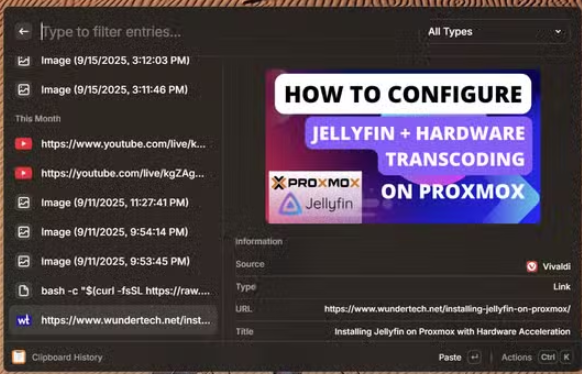 Type to filter entries...
All Types
Image (9/15/2025, 3:12:03 PM)
Image (9/15/2025, 3:11:46 PM)
This Month
https://www.youtube.com/live/k...
https://youtube.com/live/kgZAg...
Image (9/11/2025, 11:27:41 PM)
Image (9/11/2025, 9:54:14 PM)
Image (9/11/2025, 9:53:45 PM)
bash -c "$(curl -fsSL https://raw....
wt https://www.wundertech.net/inst...
HOW TO CONFIGURE
JELLYFIN + HARDWARE
TRANSCODING
ON PROXMOX
PROXMOX
Jellyfin
Information
Source Vivaldi
Type Link
URL https://www.wundertech.net/installing-jellyfin-on-proxmox/
Title Installing Jellyfin on Proxmox with Hardware Acceleration
Clipboard History
Paste ↵ | Actions Ctrl K